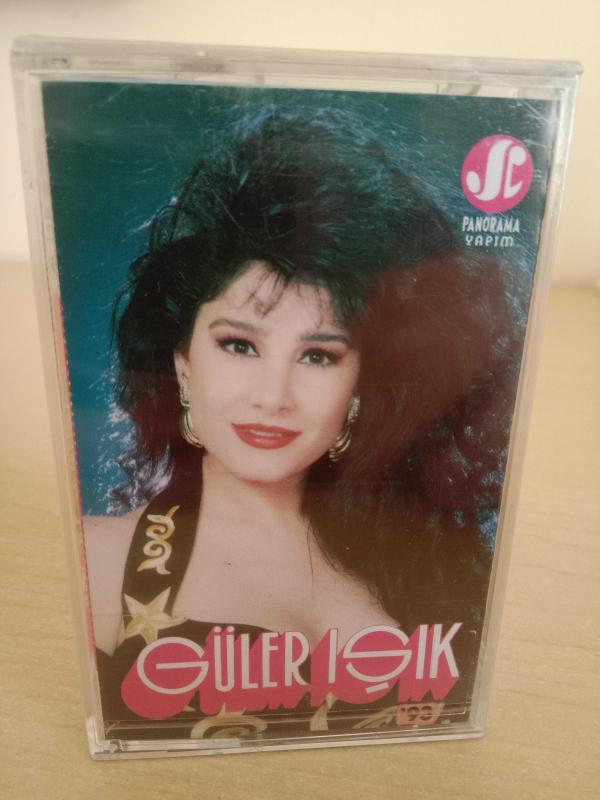 PANORAMA
YAPIM
GÜLER IŞIK
'93